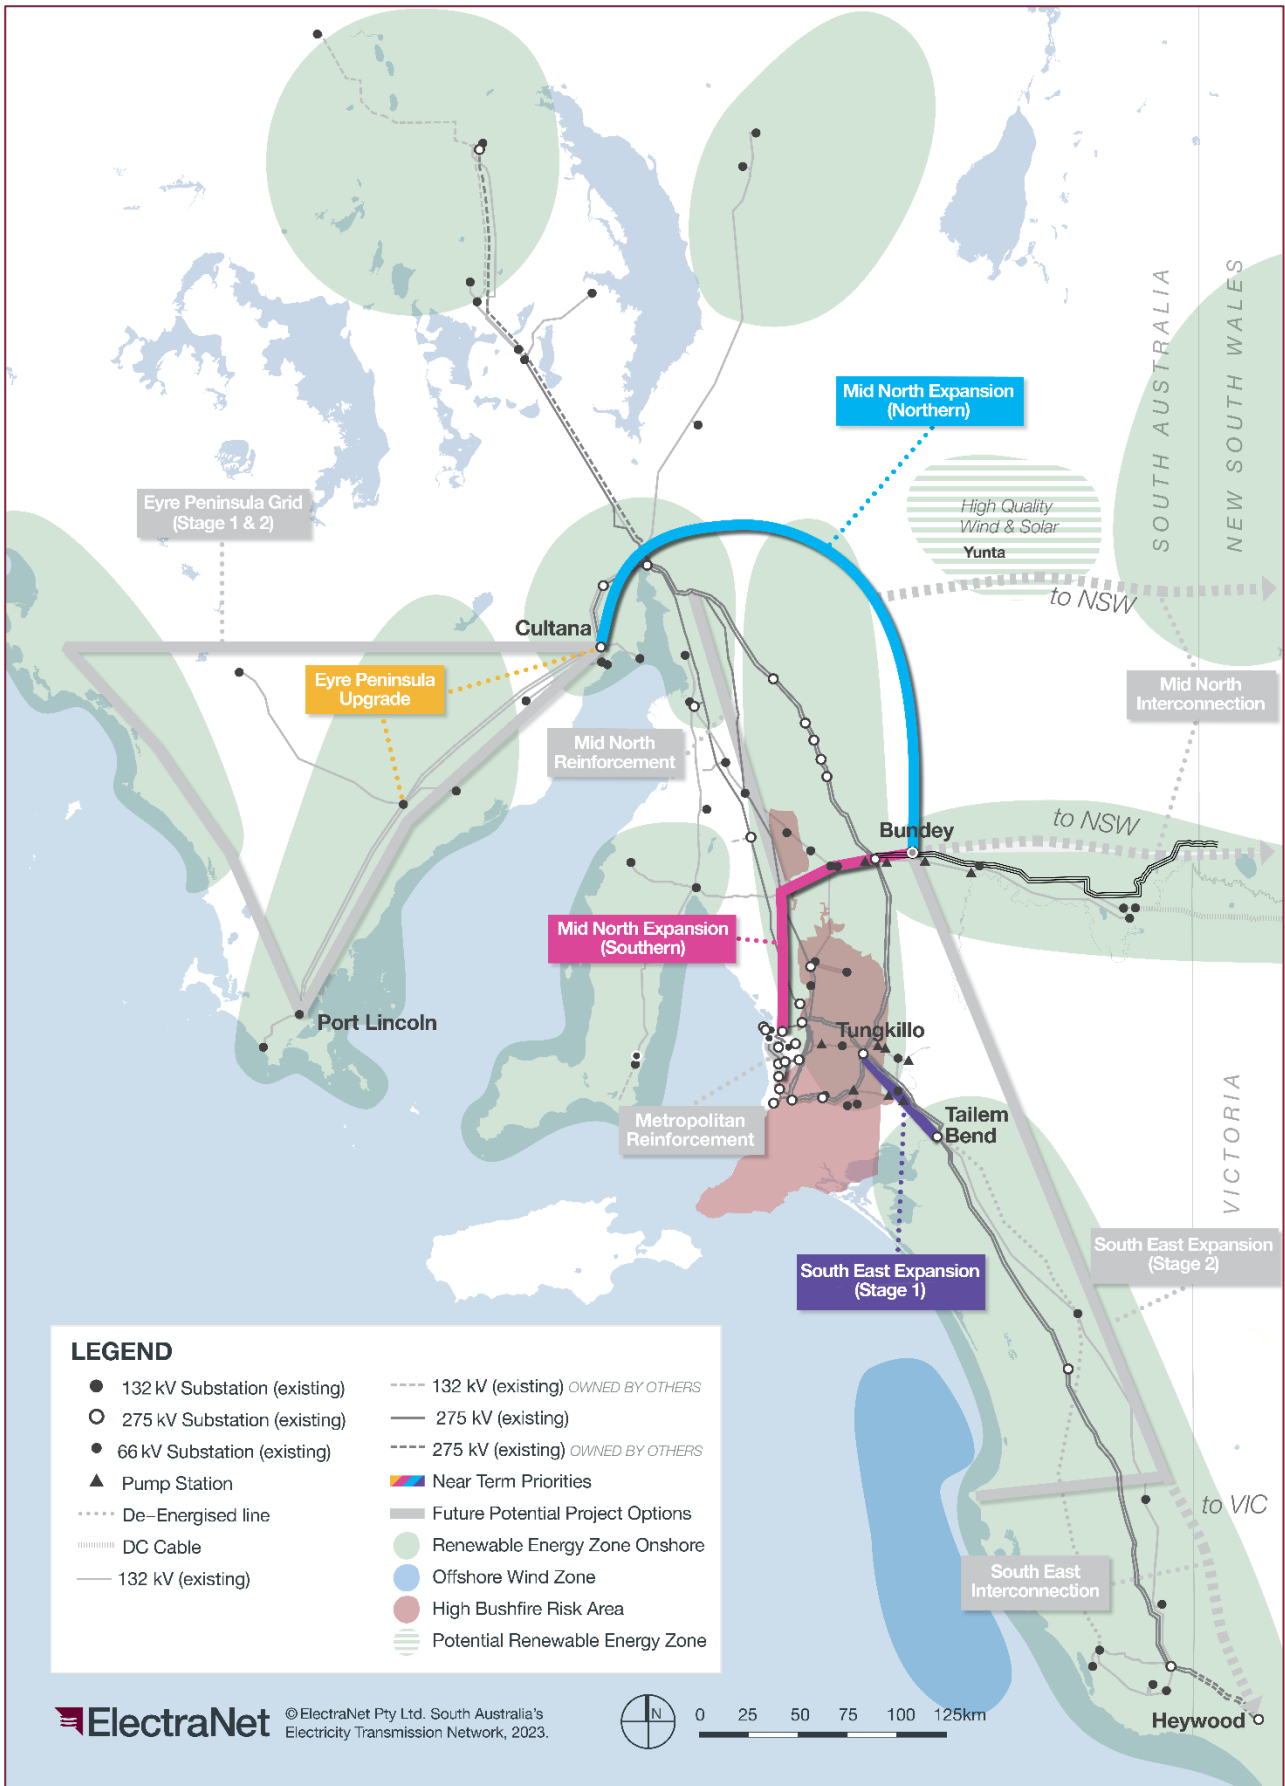 SOUTH AUSTRALIA
NEW SOUTH WALES
Mid North Expansion
(Northern)
High Quality
Wind & Solar
Yunta
to NSW
Eyre Peninsula Grid
(Stage 1 & 2)
Cultana
Eyre Peninsula
Upgrade
Mid North
Interconnection
Mid North
Reinforcement
Bundey
to NSW
Mid North Expansion
(Southern)
Port Lincoln
Tungkillo
Metropolitan
Reinforcement
Tailem
Bend
VICTORIA
South East Expansion
(Stage 1)
South East Expansion
(Stage 2)
to VIC
South East
Interconnection
Heywood
LEGEND
132 kV Substation (existing)
275 kV Substation (existing)
66 kV Substation (existing)
Pump Station
De-Energised line
DC Cable
132 kV (existing)
132 kV (existing) OWNED BY OTHERS
275 kV (existing)
275 kV (existing) OWNED BY OTHERS
Near Term Priorities
Future Potential Project Options
Renewable Energy Zone Onshore
Offshore Wind Zone
High Bushfire Risk Area
Potential Renewable Energy Zone
ElectraNet
© ElectraNet Pty Ltd. South Australia's
Electricity Transmission Network, 2023.
N
0 25 50 75 100 125km